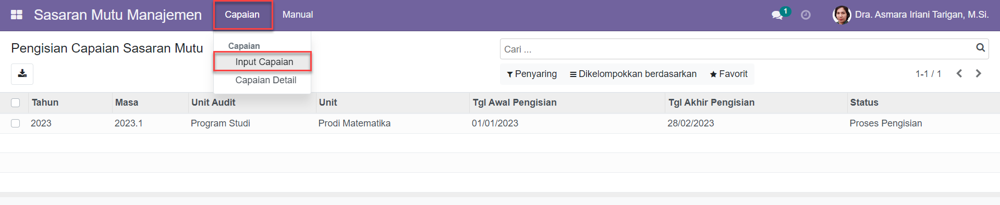 Sasaran Mutu Manajemen Capaian Manual 1 Dra. Asmara Iriani Tarigan, M.Si.
Pengisian Capaian Sasaran Mutu
Capaian
Input Capaian
Capaian Detail
Cari ...
Penyaring Dikelompokkan berdasarkan Favorit 1-1 / 1
Tahun Masa Unit Audit Unit Tgl Awal Pengisian Tgl Akhir Pengisian Status
2023 2023.1 Program Studi Prodi Matematika 01/01/2023 28/02/2023 Proses Pengisian